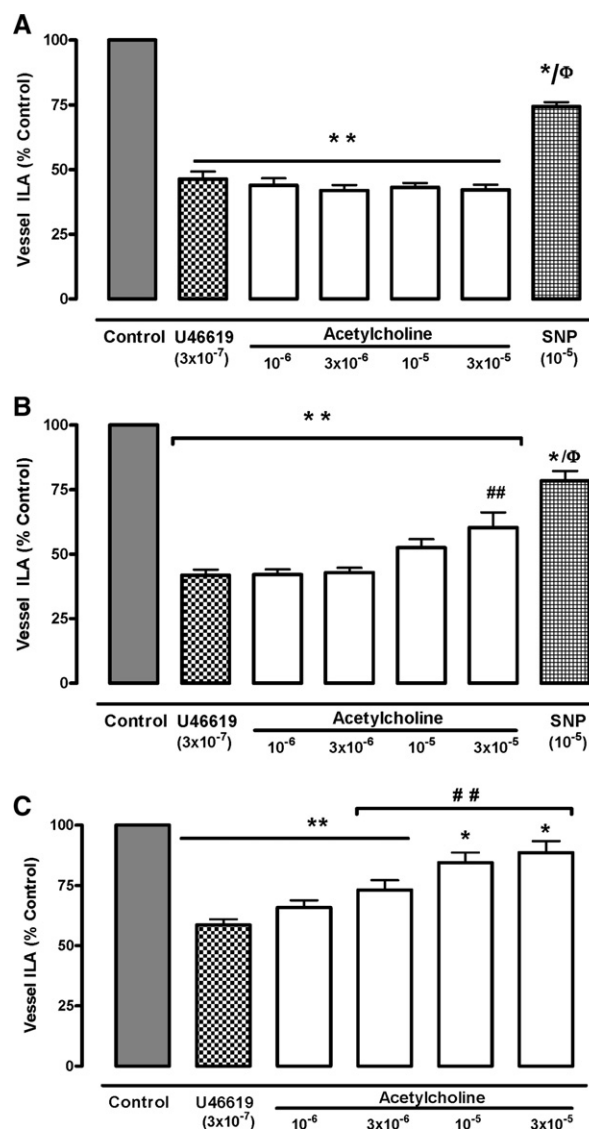 A
Vessel ILA (% Control)
100
75
50
25
0
* *
*/Φ
Control U46619 Acetylcholine SNP
(3x10⁻⁷) 10⁻⁶ 3x10⁻⁶ 10⁻⁵ 3x10⁻⁵ (10⁻⁵)
B
Vessel ILA (% Control)
100
75
50
25
0
* *
##
*/Φ
Control U46619 Acetylcholine SNP
(3x10⁻⁷) 10⁻⁶ 3x10⁻⁶ 10⁻⁵ 3x10⁻⁵ (10⁻⁵)
C
Vessel ILA (% Control)
100
75
50
25
0
# #
**
*
*
Control U46619 Acetylcholine
(3x10⁻⁷) 10⁻⁶ 3x10⁻⁶ 10⁻⁵ 3x10⁻⁵